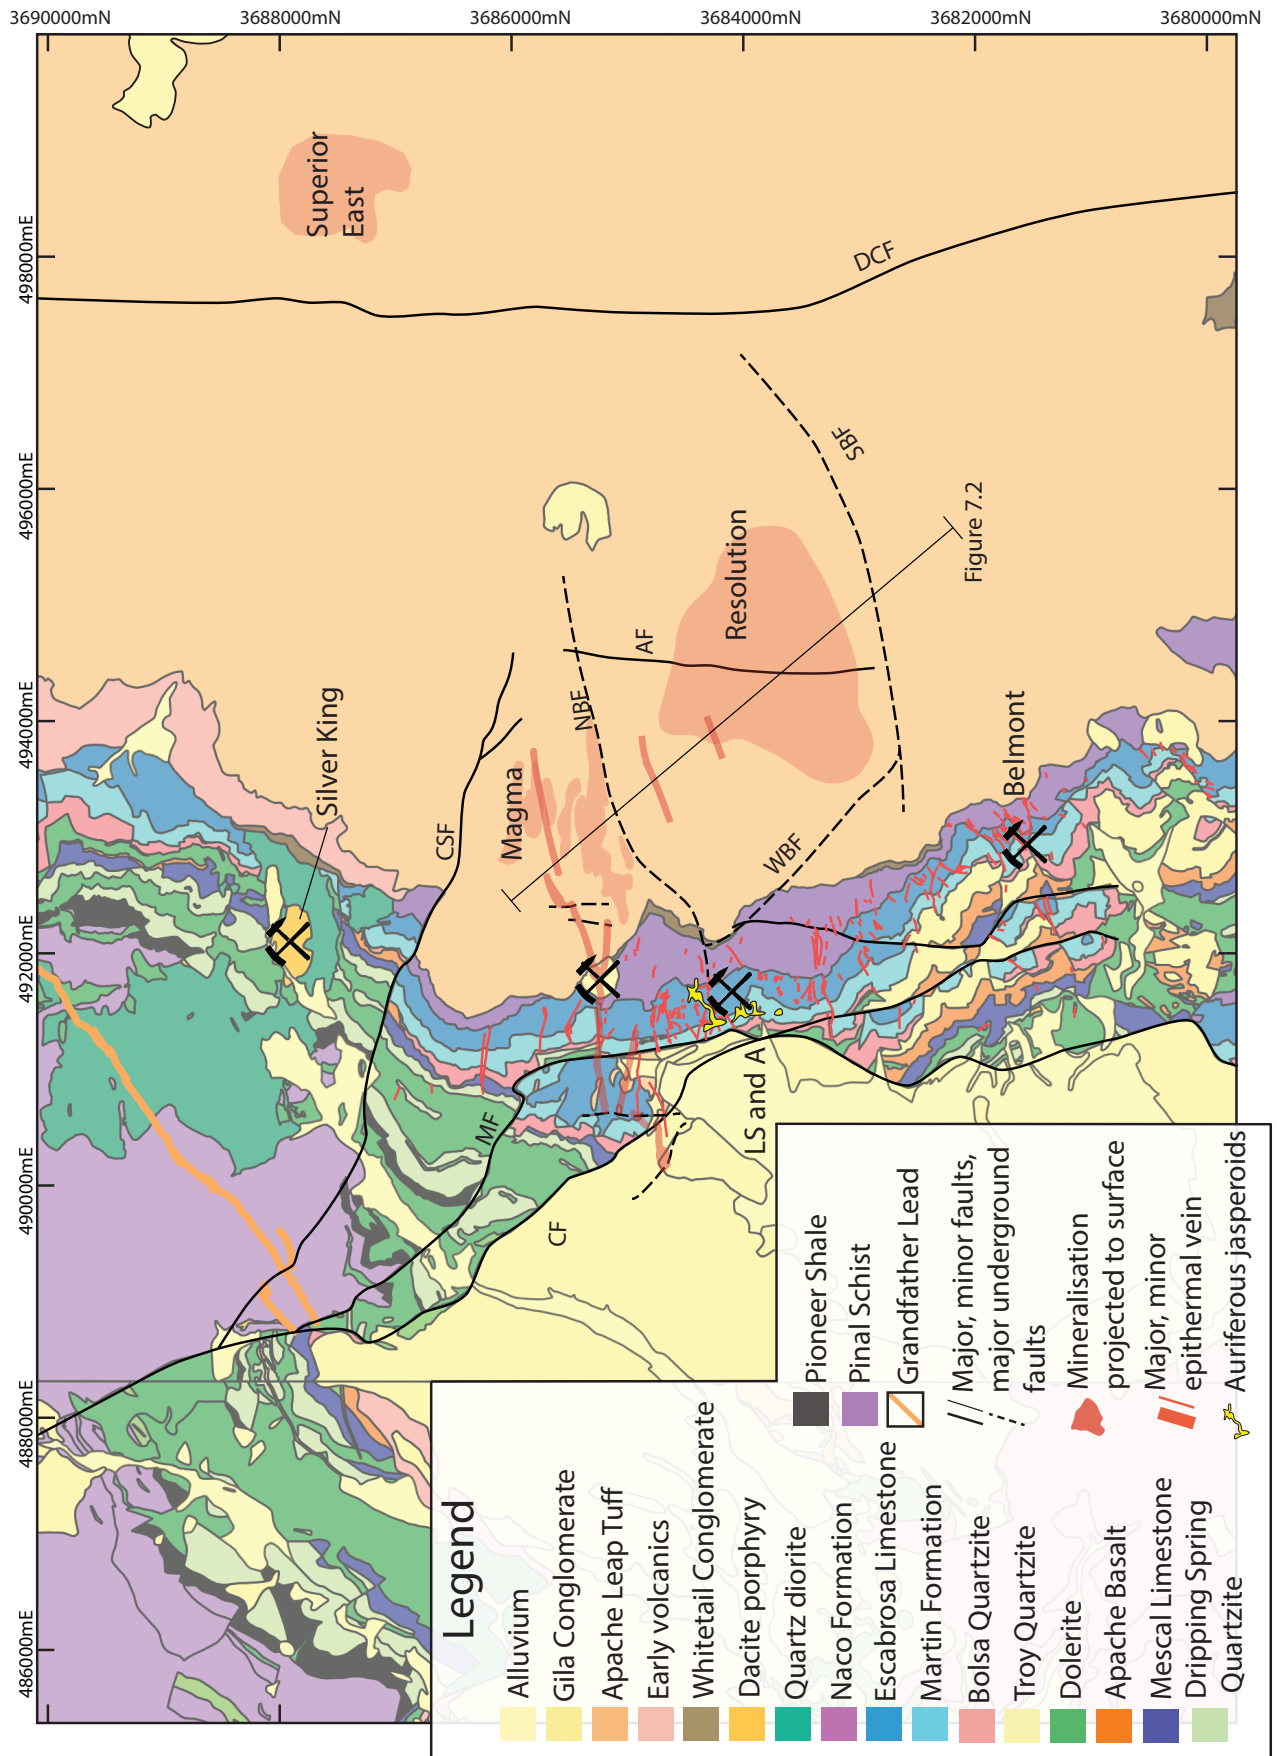 3690000mN
3688000mN
3686000mN
3684000mN
3682000mN
3680000mN
498000mE
496000mE
494000mE
492000mE
490000mE
488000mE
486000mE
Superior
East
DCF
SBF
Figure 7.2
Resolution
AF
NBF
Silver King
CSF
Magma
WBF
Belmont
MF
CF
LS and A
Legend
Alluvium
Gila Conglomerate
Apache Leap Tuff
Early volcanics
Whitetail Conglomerate
Dacite porphyry
Quartz diorite
Naco Formation
Escabrosa Limestone
Martin Formation
Bolsa Quartzite
Troy Quartzite
Dolerite
Apache Basalt
Mescal Limestone
Dripping Spring
Quartzite
Pioneer Shale
Pinal Schist
Grandfather Lead
Major, minor faults,
major underground
faults
Mineralisation
projected to surface
Major, minor
epithermal vein
Auriferous jasperoids